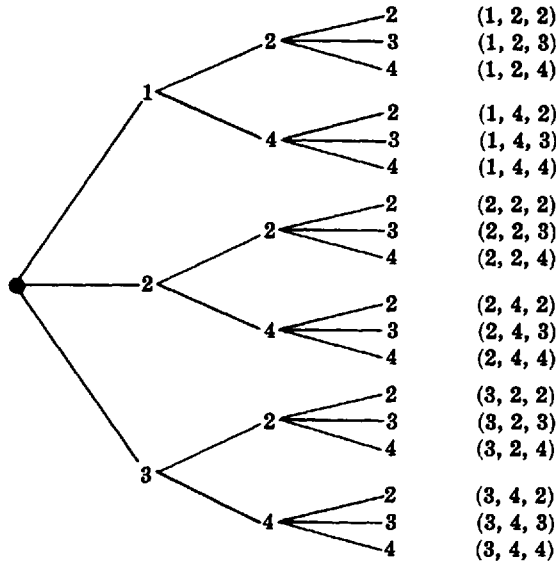 2 (1, 2, 2)
2 3 (1, 2, 3)
4 (1, 2, 4)
1
2 (1, 4, 2)
4 3 (1, 4, 3)
4 (1, 4, 4)
2 (2, 2, 2)
2 3 (2, 2, 3)
4 (2, 2, 4)
2
2 (2, 4, 2)
4 3 (2, 4, 3)
4 (2, 4, 4)
2 (3, 2, 2)
2 3 (3, 2, 3)
4 (3, 2, 4)
3
2 (3, 4, 2)
4 3 (3, 4, 3)
4 (3, 4, 4)